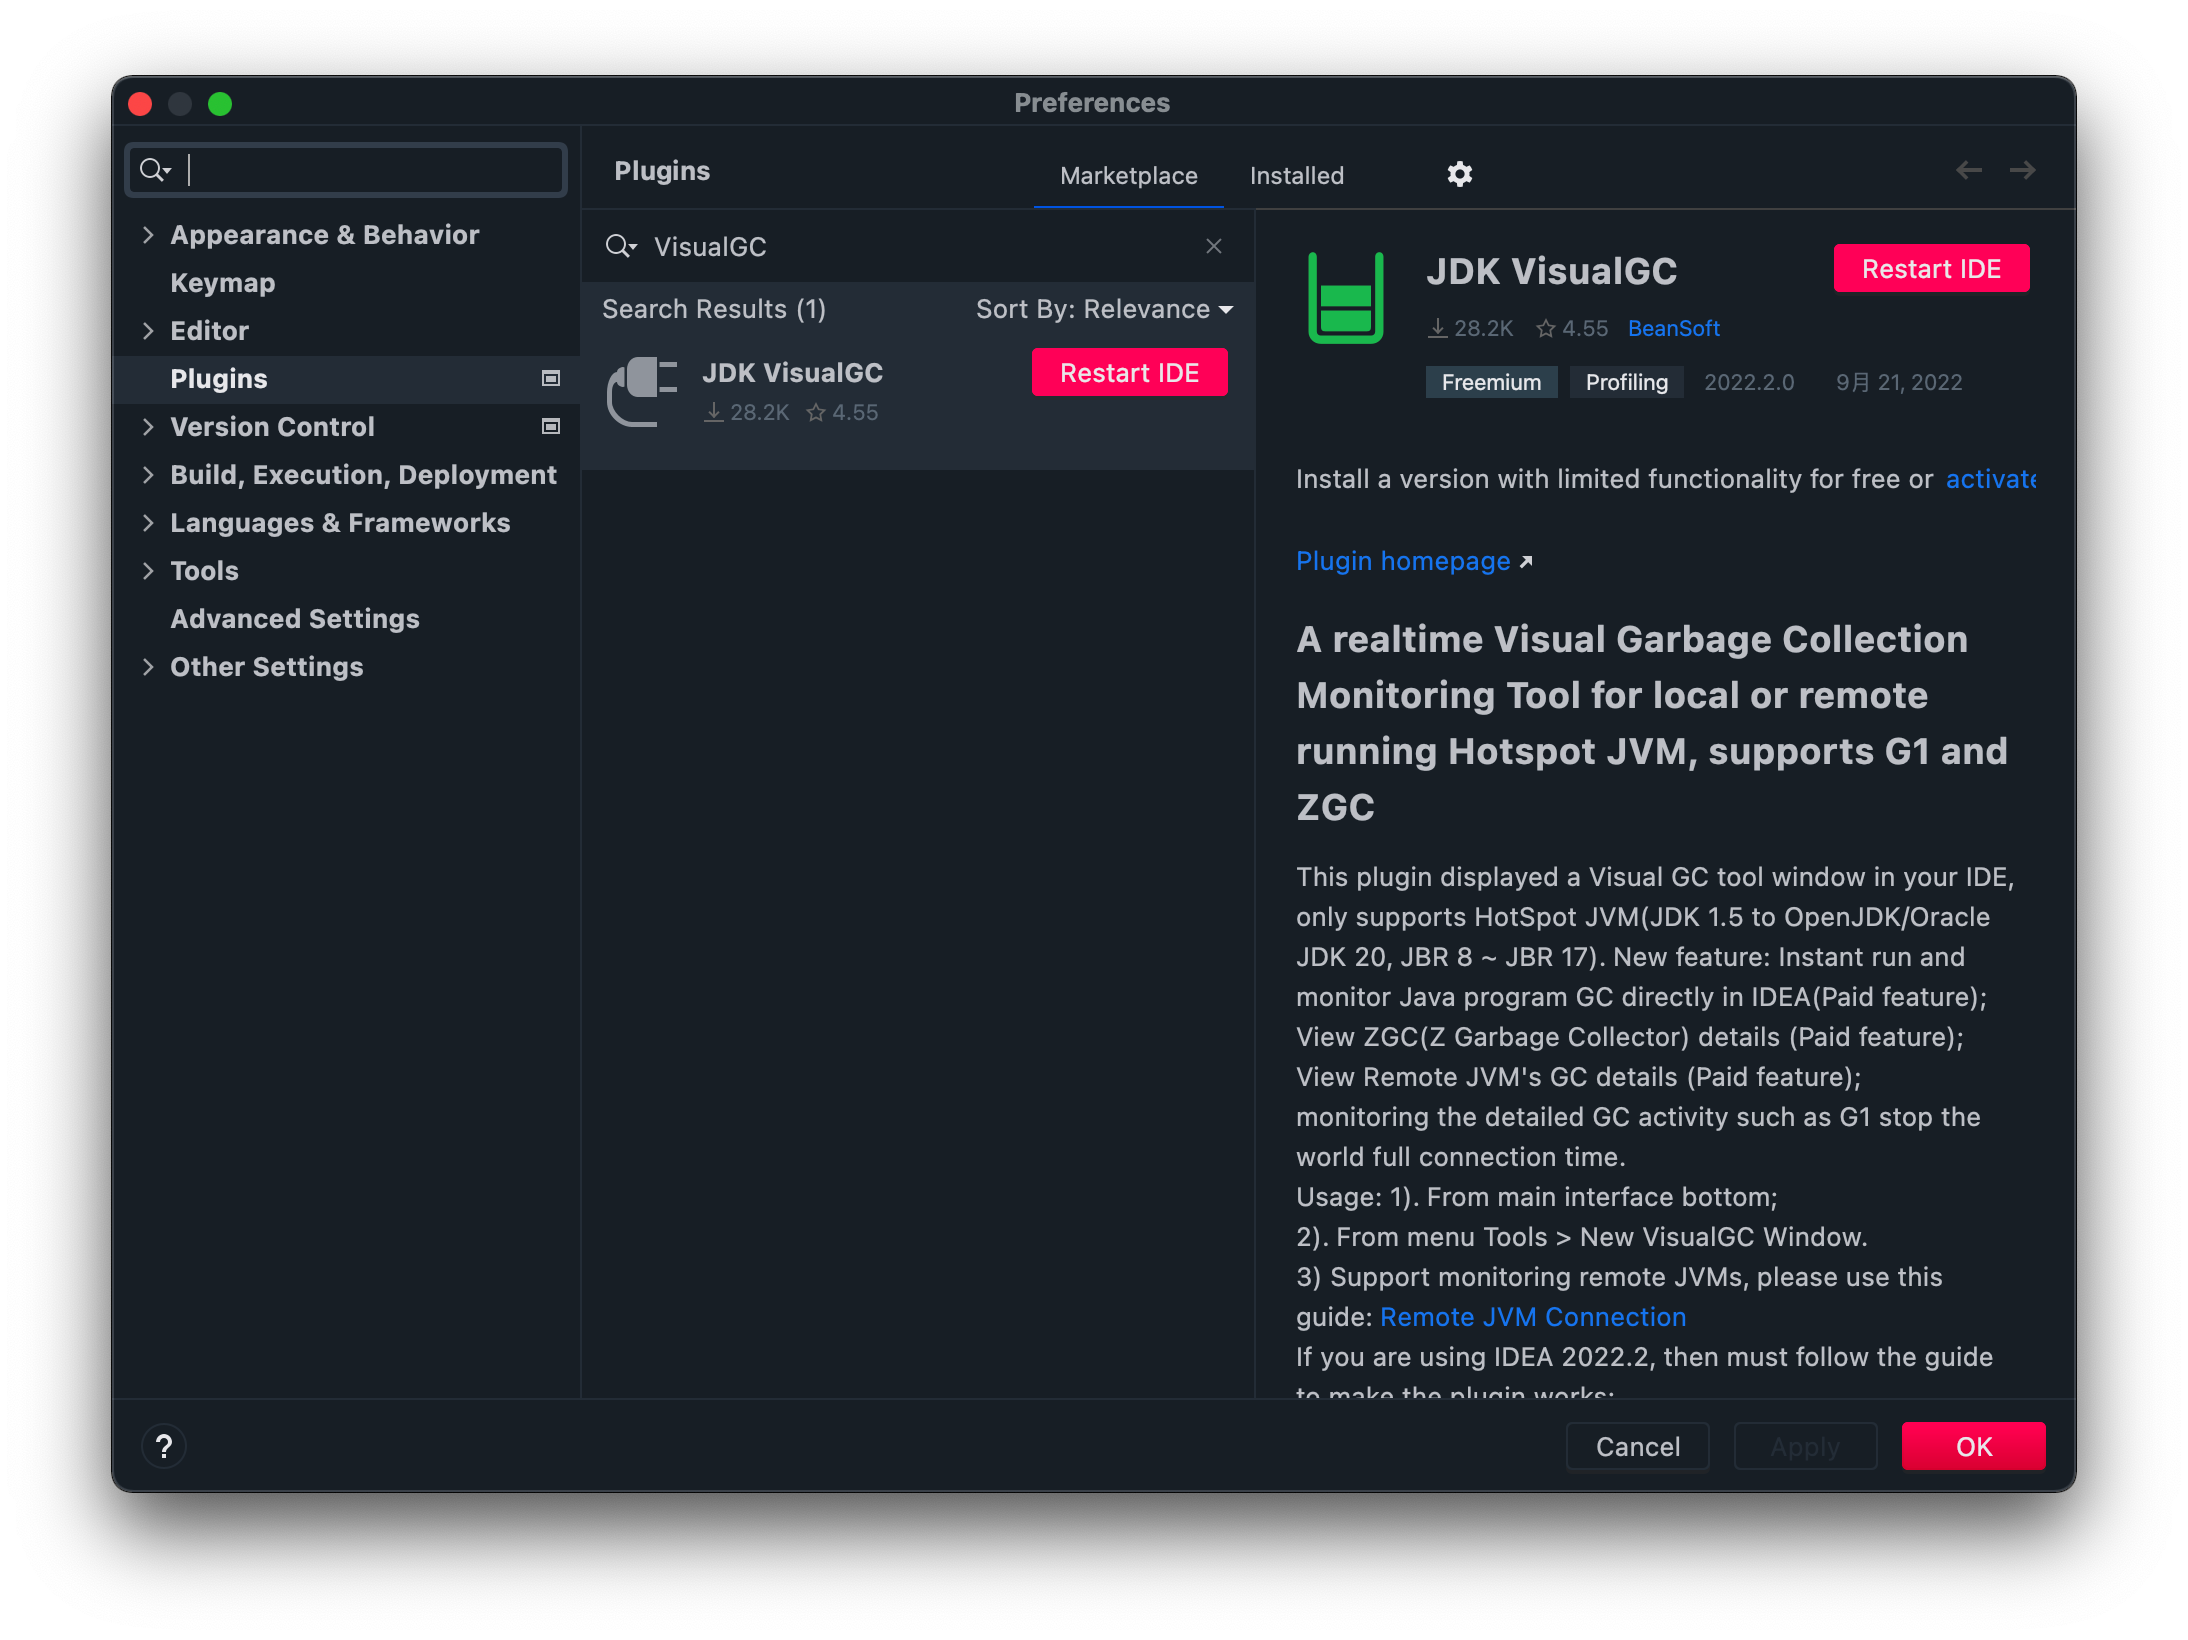 Preferences
Appearance & Behavior
Keymap
Editor
Plugins
Version Control
Build, Execution, Deployment
Languages & Frameworks
Tools
Advanced Settings
Other Settings
Plugins
Marketplace
Installed
VisualGC
Search Results (1)
Sort By: Relevance
JDK VisualGC
Restart IDE
28.2K
4.55
JDK VisualGC
Restart IDE
28.2K
4.55
BeanSoft
Freemium
Profiling
2022.2.0
9月 21, 2022
Install a version with limited functionality for free or activate
Plugin homepage
A realtime Visual Garbage Collection
Monitoring Tool for local or remote
running Hotspot JVM, supports G1 and
ZGC
This plugin displayed a Visual GC tool window in your IDE,
only supports HotSpot JVM(JDK 1.5 to OpenJDK/Oracle
JDK 20, JBR 8 ~ JBR 17). New feature: Instant run and
monitor Java program GC directly in IDEA(Paid feature);
View ZGC(Z Garbage Collector) details (Paid feature);
View Remote JVM's GC details (Paid feature);
monitoring the detailed GC activity such as G1 stop the
world full connection time.
Usage: 1). From main interface bottom;
2). From menu Tools > New VisualGC Window.
3) Support monitoring remote JVMs, please use this
guide: Remote JVM Connection
If you are using IDEA 2022.2, then must follow the guide
to make the plugin works:
?
Cancel
Apply
OK